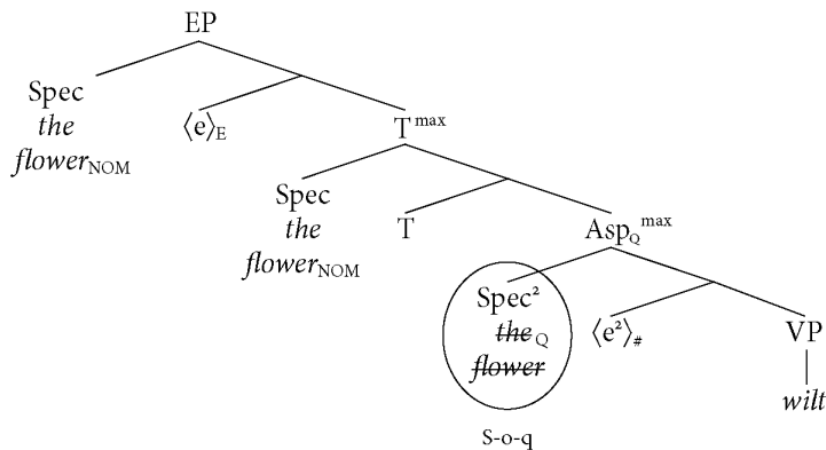 EP
Spec
the
flowerNOM
⟨e⟩E
Tmax
Spec
the
flowerNOM
T
AspQmax
Spec²
theQ
flower
⟨e²⟩#
VP
wilt
S-o-q